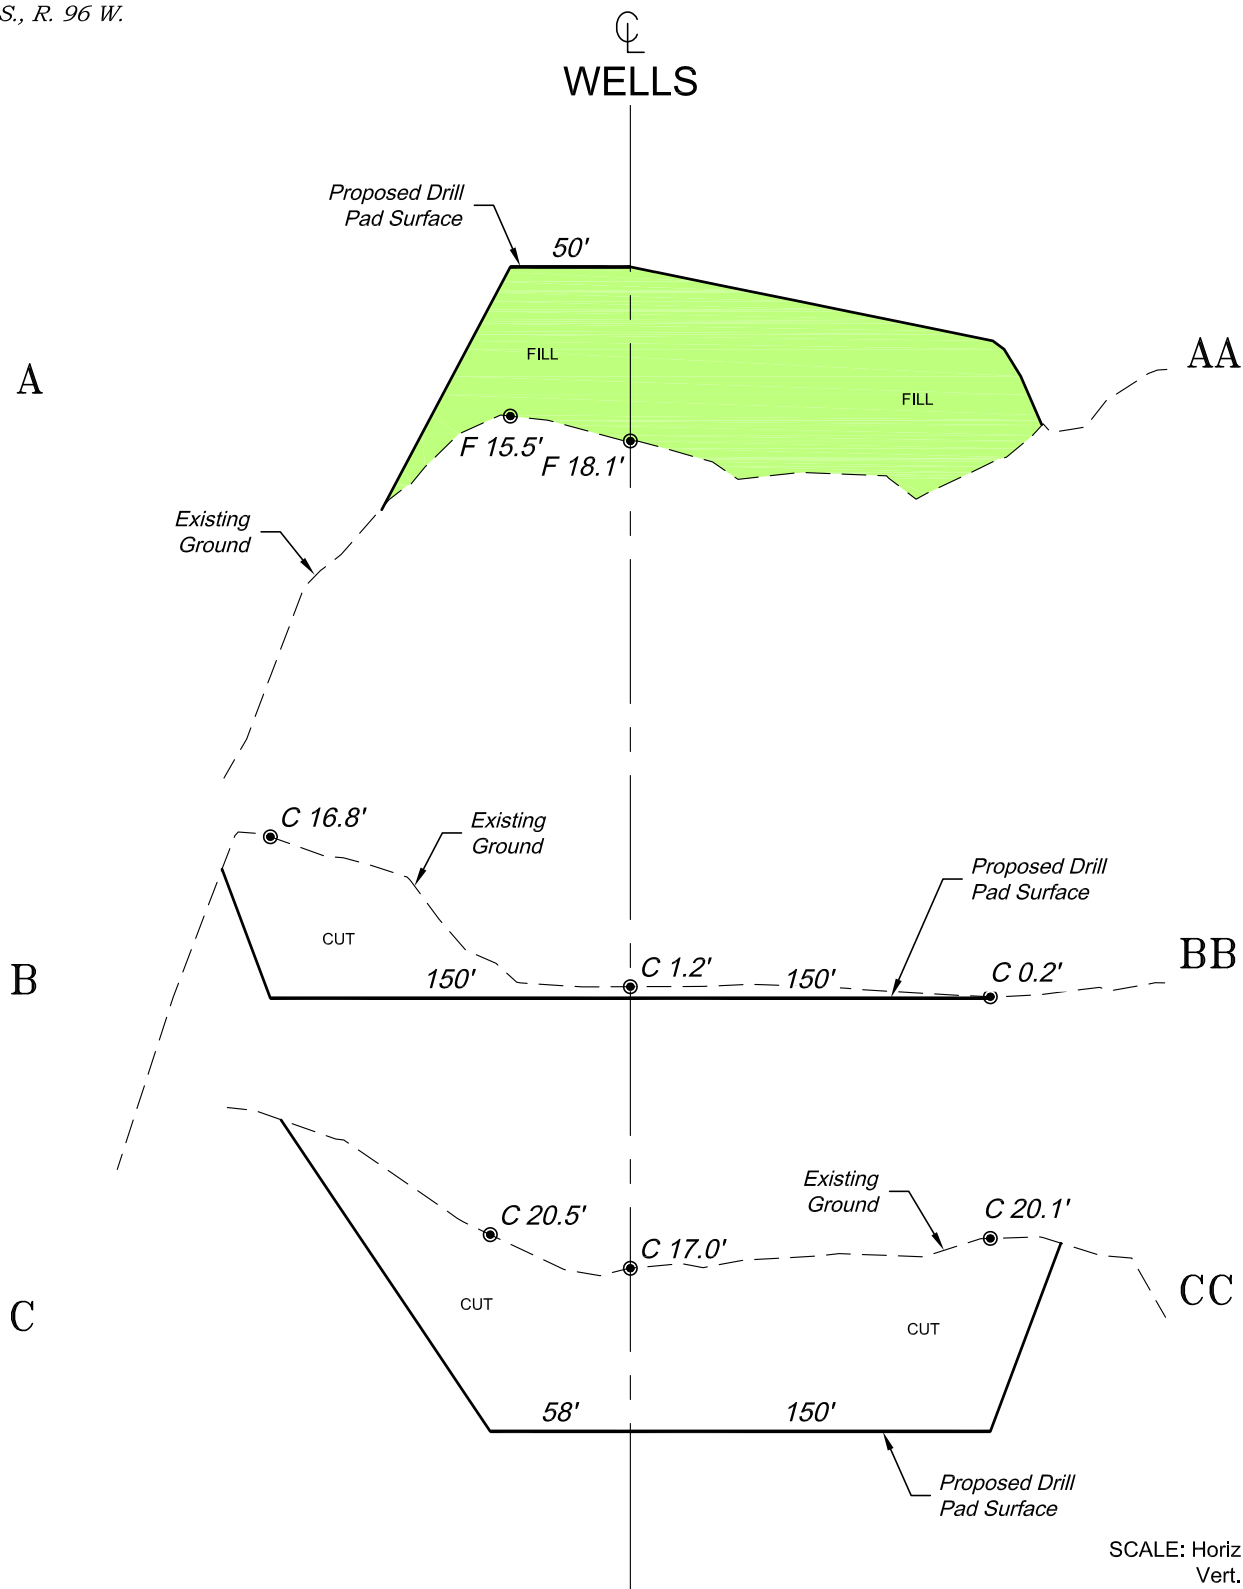 S., R. 96 W.
℄
WELLS
Proposed Drill
Pad Surface
50'
FILL
FILL
A
AA
F 15.5'
F 18.1'
Existing
Ground
C 16.8'
Existing
Ground
Proposed Drill
Pad Surface
CUT
B
BB
150'
C 1.2'
150'
C 0.2'
Existing
Ground
C 20.5'
C 20.1'
C 17.0'
C
CC
CUT
CUT
58'
150'
Proposed Drill
Pad Surface
SCALE: Horiz
Vert.